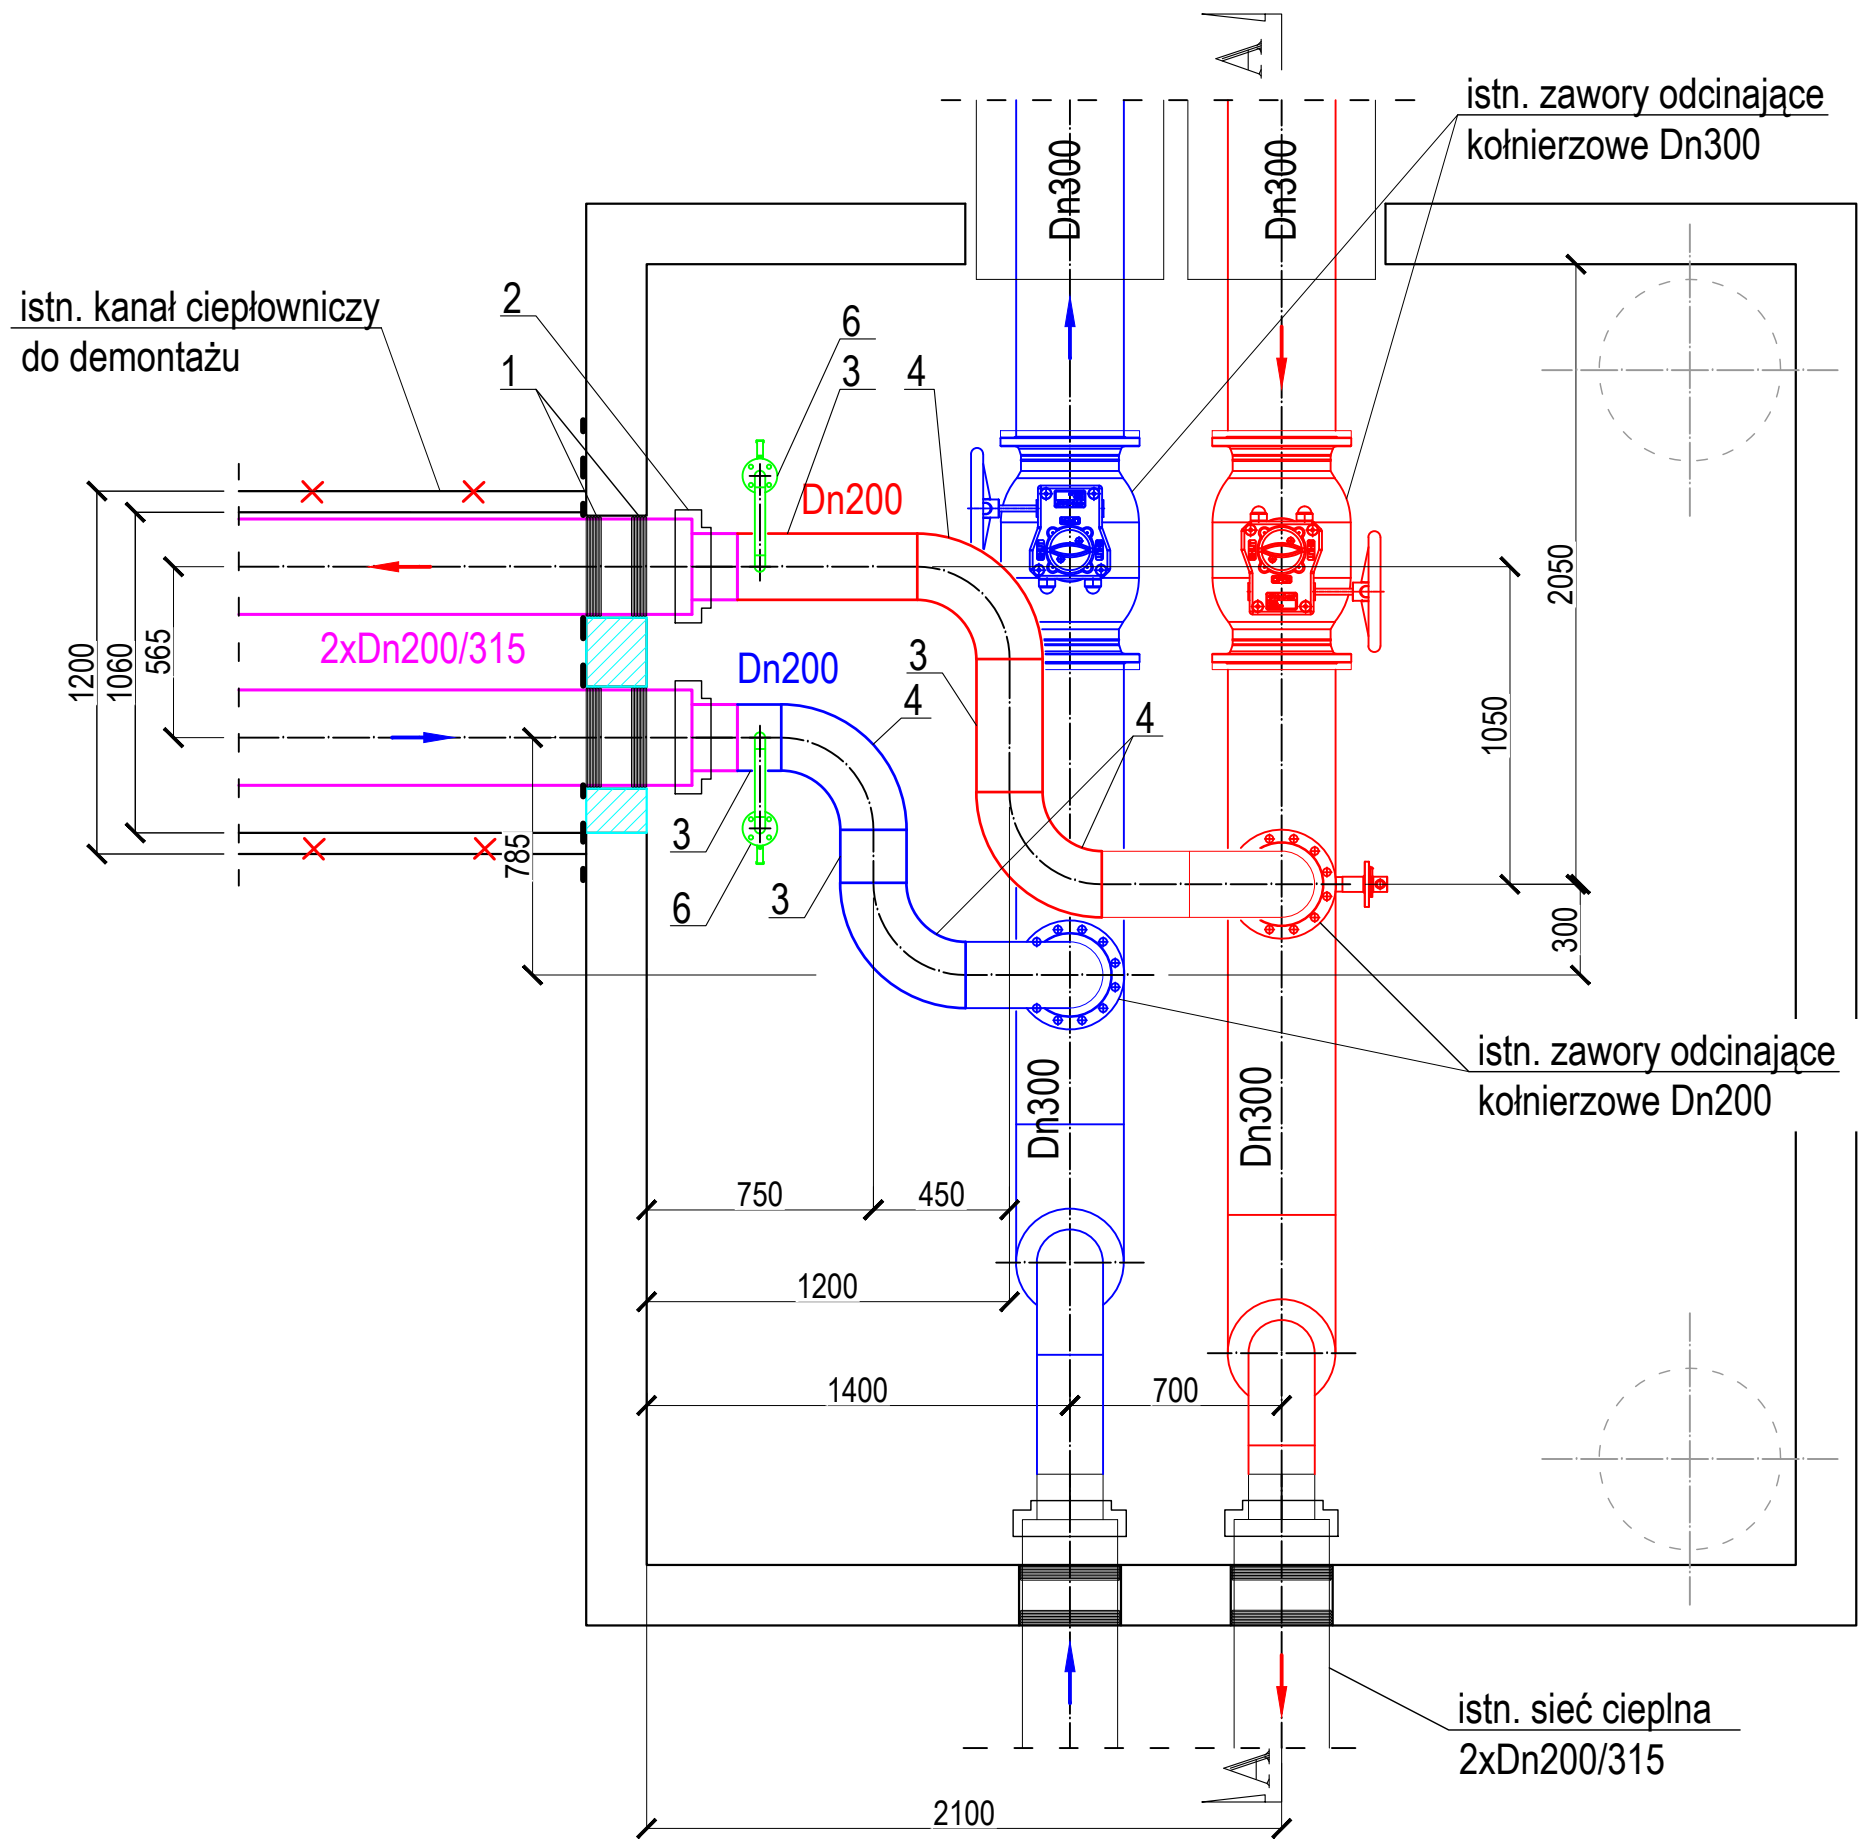 A
istn. zawory odcinające
kołnierzowe Dn300
Dn300
Dn300
istn. kanał ciepłowniczy
do demontażu
2
1
6
3
4
Dn200
2050
1200
1060
565
2xDn200/315
Dn200
3
4
4
1050
785
3
6
3
300
istn. zawory odcinające
kołnierzowe Dn200
Dn300
Dn300
750
450
1200
1400
700
istn. sieć cieplna
2xDn200/315
A
2100